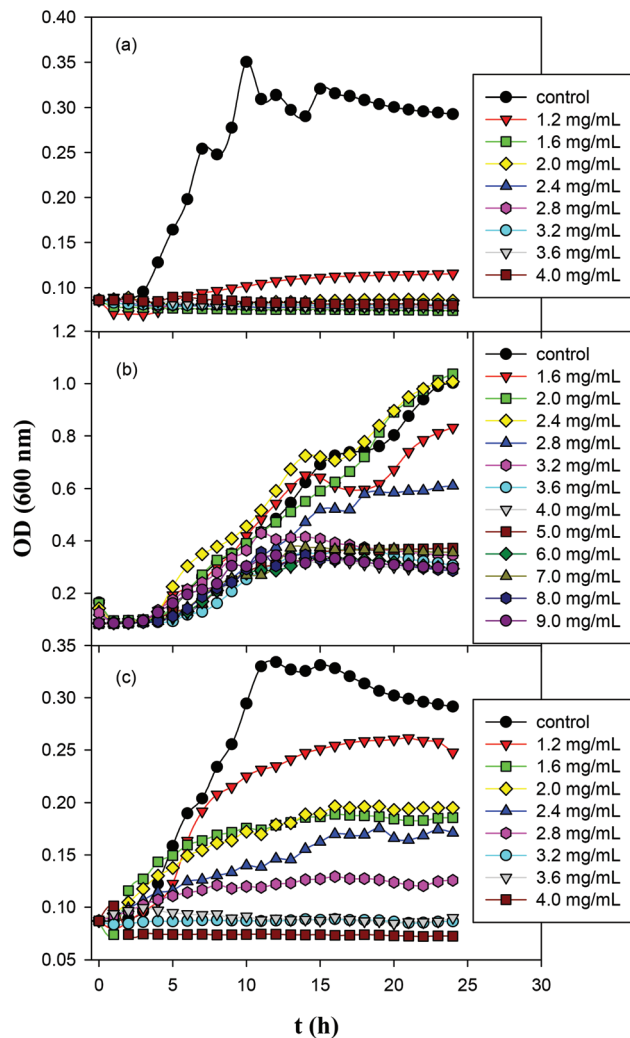 0.40
(a)
0.35
0.30
0.25
0.20
0.15
0.10
control
1.2 mg/mL
1.6 mg/mL
2.0 mg/mL
2.4 mg/mL
2.8 mg/mL
3.2 mg/mL
3.6 mg/mL
4.0 mg/mL
OD (600 nm)
1.2
(b)
1.0
0.8
0.6
0.4
0.2
control
1.6 mg/mL
2.0 mg/mL
2.4 mg/mL
2.8 mg/mL
3.2 mg/mL
3.6 mg/mL
4.0 mg/mL
5.0 mg/mL
6.0 mg/mL
7.0 mg/mL
8.0 mg/mL
9.0 mg/mL
0.35
(c)
0.30
0.25
0.20
0.15
0.10
0.05
control
1.2 mg/mL
1.6 mg/mL
2.0 mg/mL
2.4 mg/mL
2.8 mg/mL
3.2 mg/mL
3.6 mg/mL
4.0 mg/mL
0 5 10 15 20 25 30
t (h)